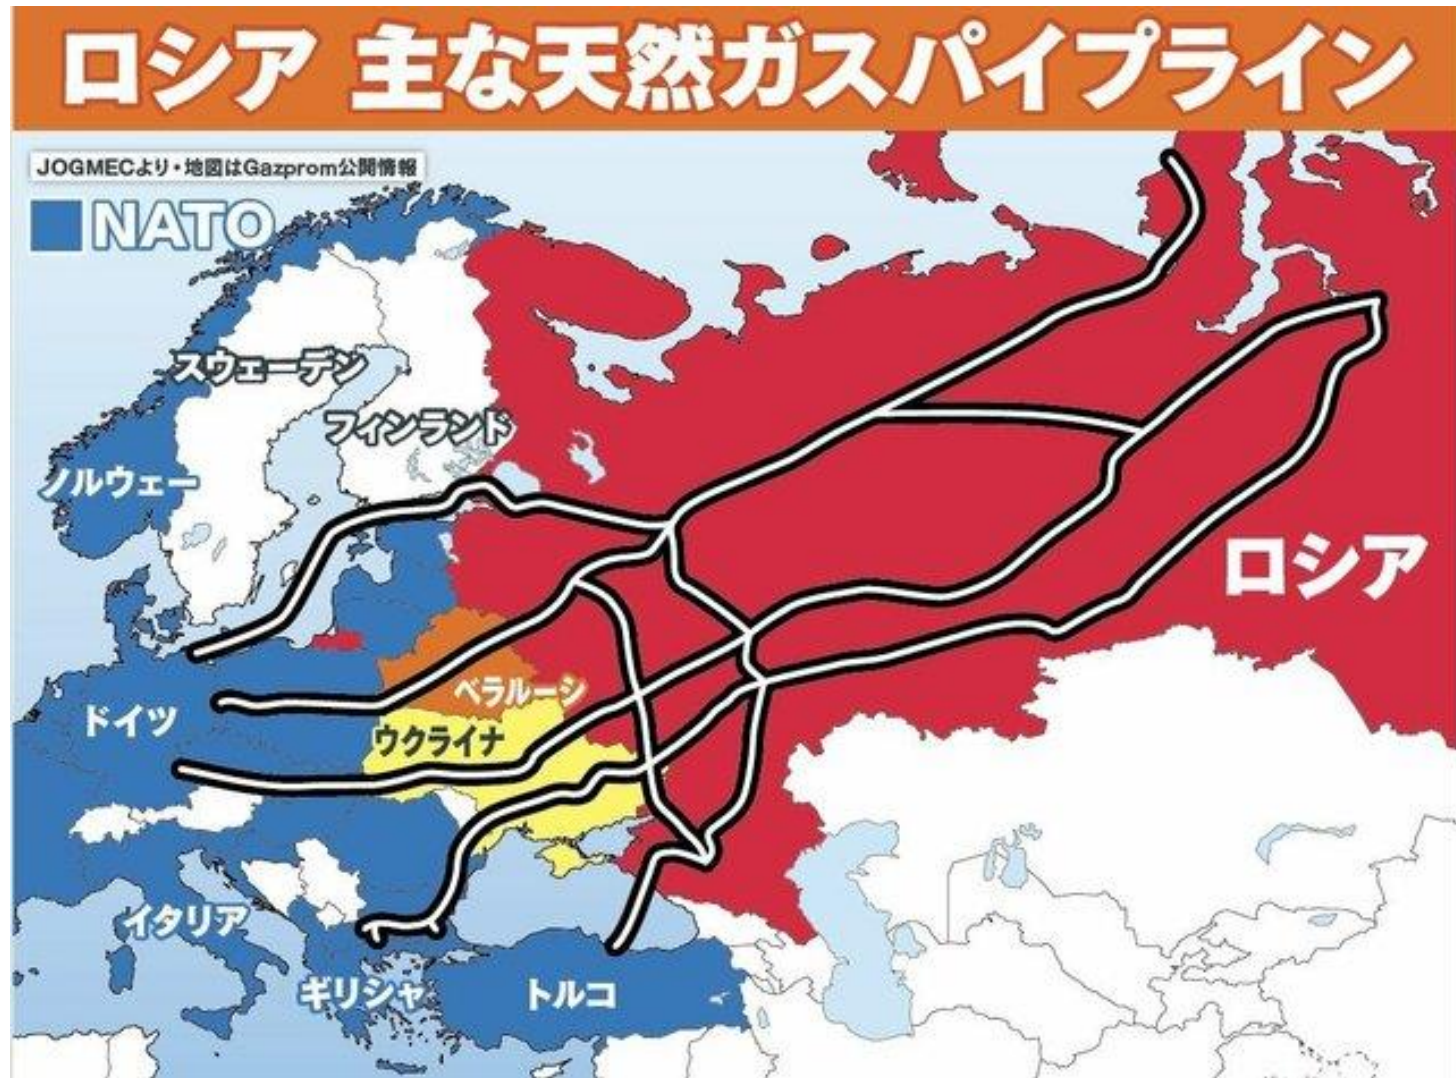 ロシア 主な天然ガスパイプライン
JOGMECより・地図はGazprom公開情報
NATO
スウェーデン
フィンランド
ノルウェー
ロシア
ベラルーシ
ドイツ
ウクライナ
イタリア
ギリシャ
トルコ